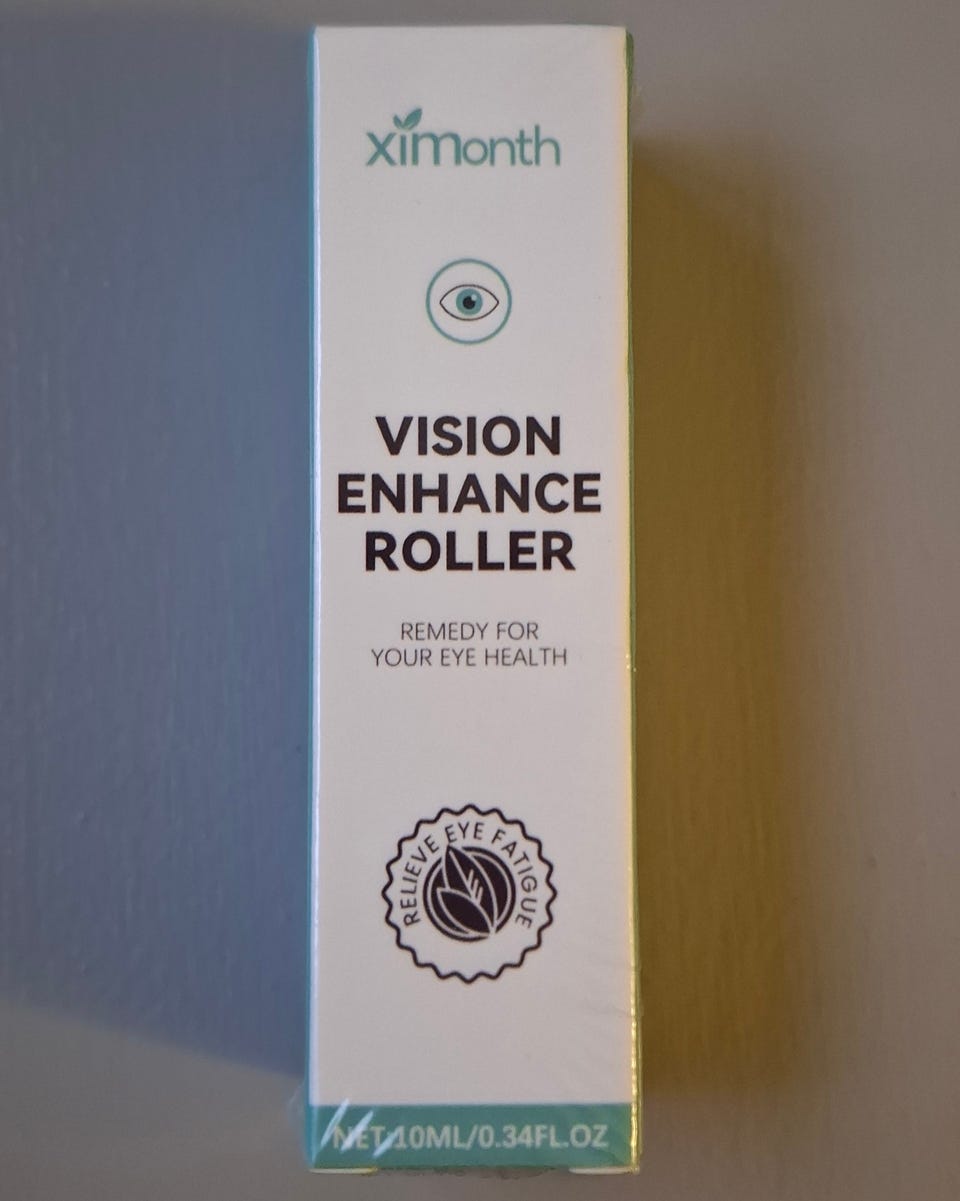 ximonth
VISION
ENHANCE
ROLLER
REMEDY FOR
YOUR EYE HEALTH
RELIEVE EYE FATIGUE
NET:10ML/0.34FL.OZ